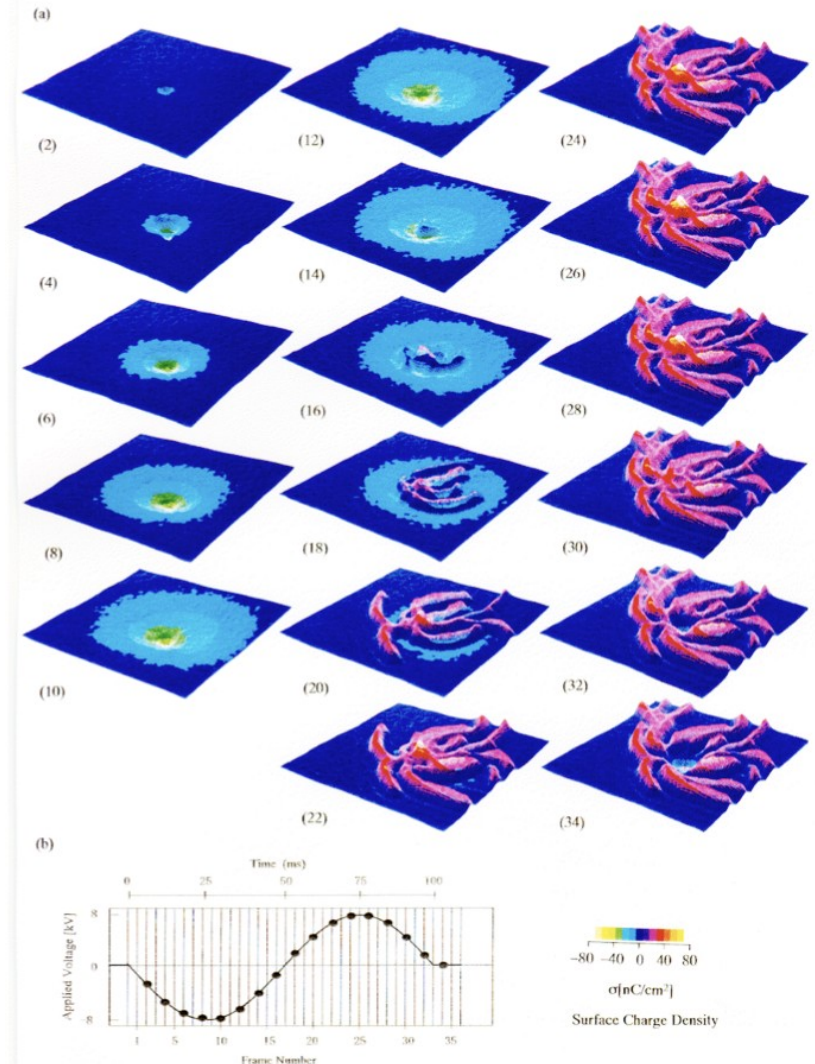 (a)
(2)
(12)
(24)
(4)
(14)
(26)
(6)
(16)
(28)
(8)
(18)
(30)
(10)
(20)
(32)
(22)
(34)
(b)
Time (ms)
0 25 50 75 100
Applied Voltage [kV]
8
0
-8
1 5 10 15 20 25 30 35
Frame Number
-80 -40 0 40 80
σ[nC/cm²]
Surface Charge Density